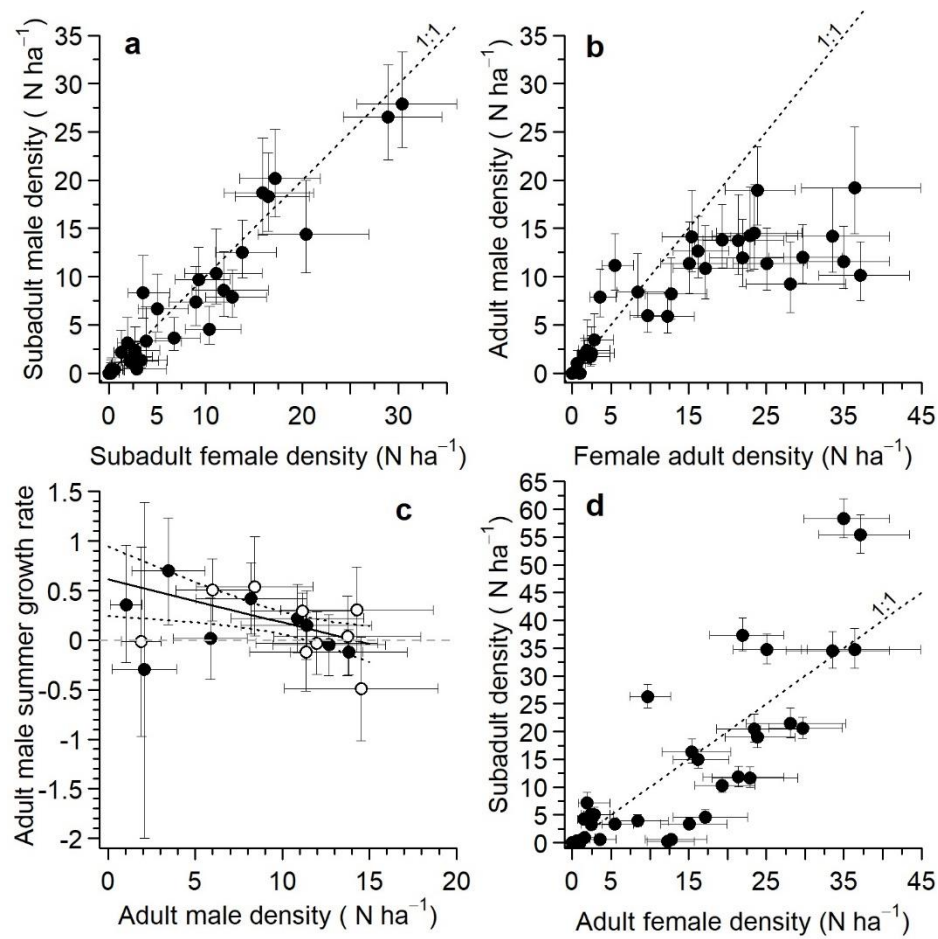 a
1:1
35
30
25
20
15
10
5
0
Subadult male density ( N ha⁻¹)
0 5 10 15 20 25 30
Subadult female density (N ha⁻¹)
b
1:1
35
30
25
20
15
10
5
0
Adult male density ( N ha⁻¹)
0 5 15 25 35 45
Female adult density (N ha⁻¹)
c
1.5
1
0.5
0
-0.5
-1
-1.5
-2
Adult male summer growth rate
0 5 10 15 20
Adult male density ( N ha⁻¹)
d
1:1
65
60
55
50
45
40
35
30
25
20
15
10
5
0
Subadult density ( N ha⁻¹)
0 5 15 25 35 45
Adult female density (N ha⁻¹)